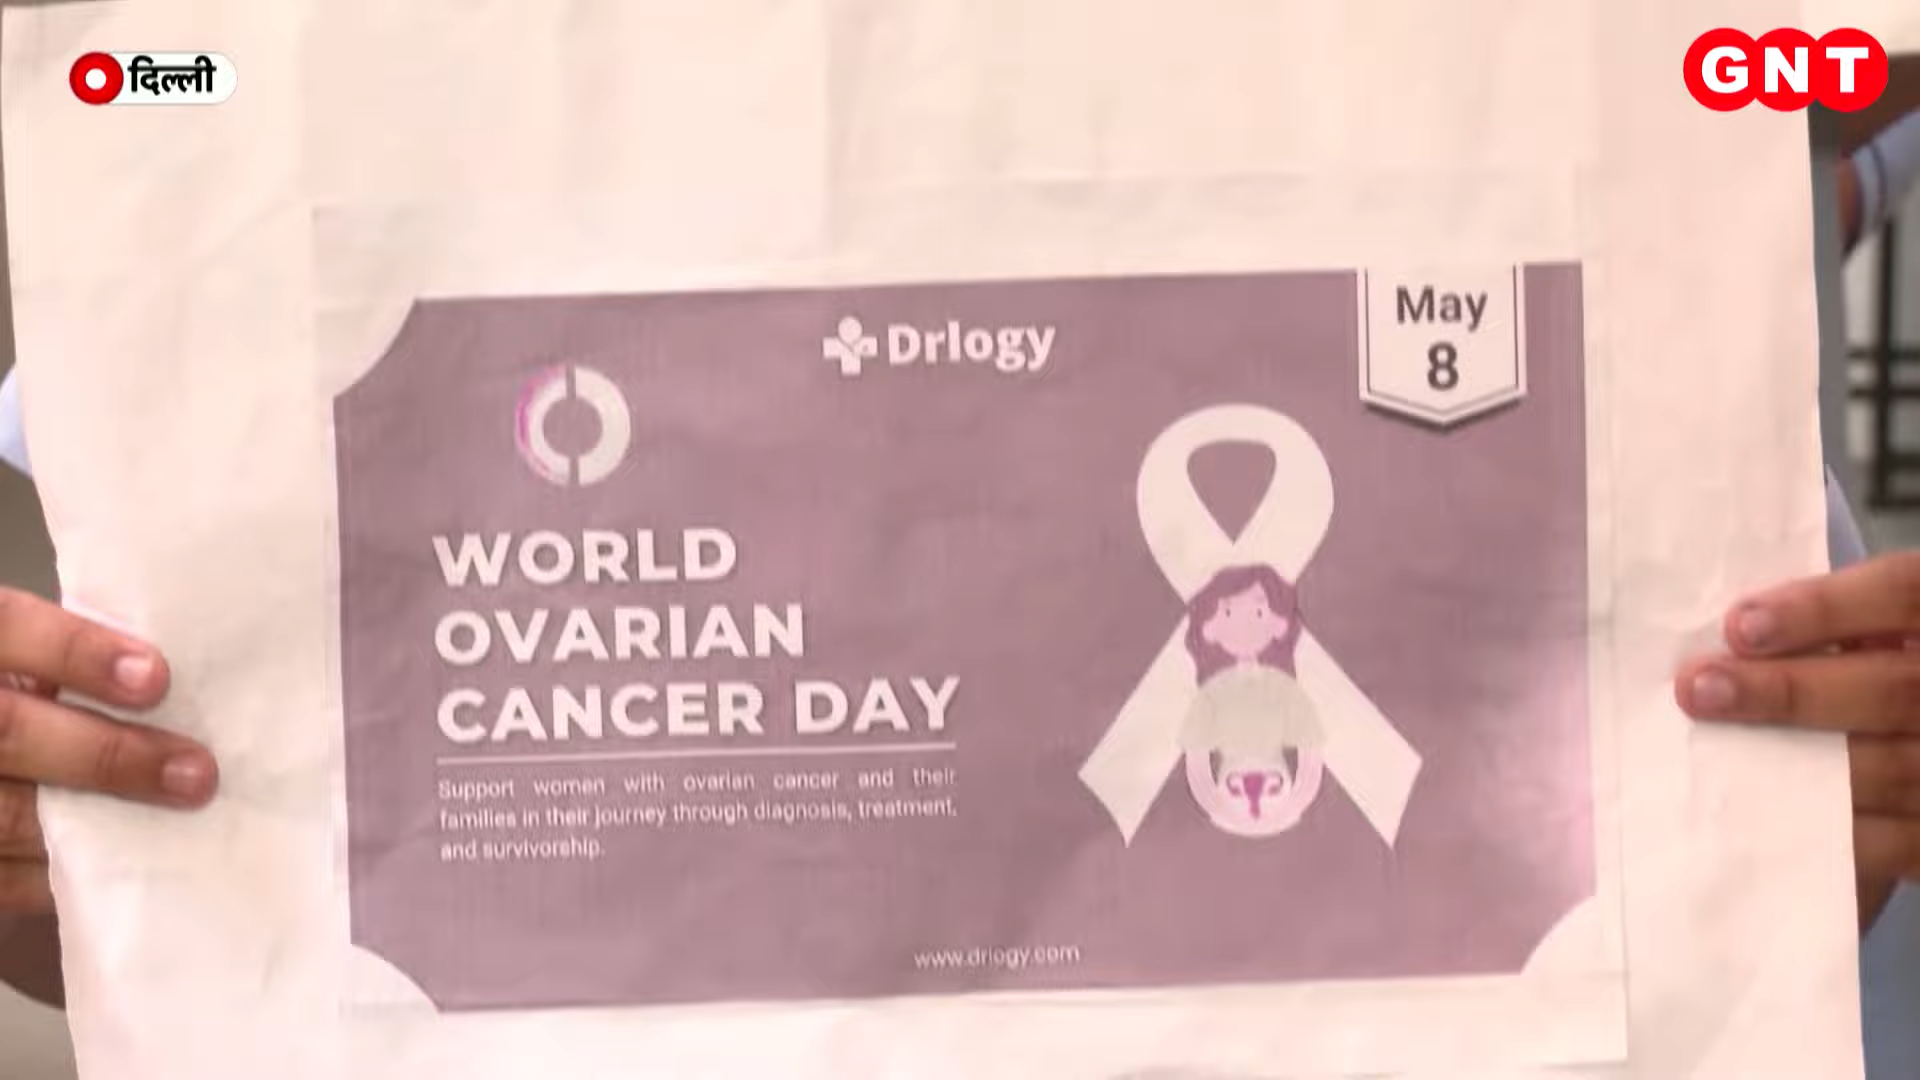 दिल्ली
GNT
May
8
Drlogy
WORLD
OVARIAN
CANCER DAY
Support women with ovarian cancer and their
families in their journey through diagnosis, treatment,
and survivorship.
www.drlogy.com